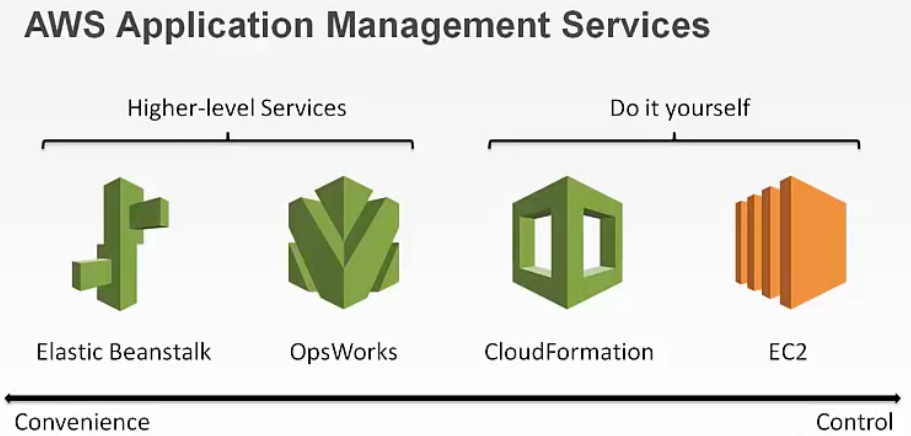 AWS Application Management Services
Higher-level Services
Do it yourself
Elastic Beanstalk
OpsWorks
CloudFormation
EC2
Convenience
Control